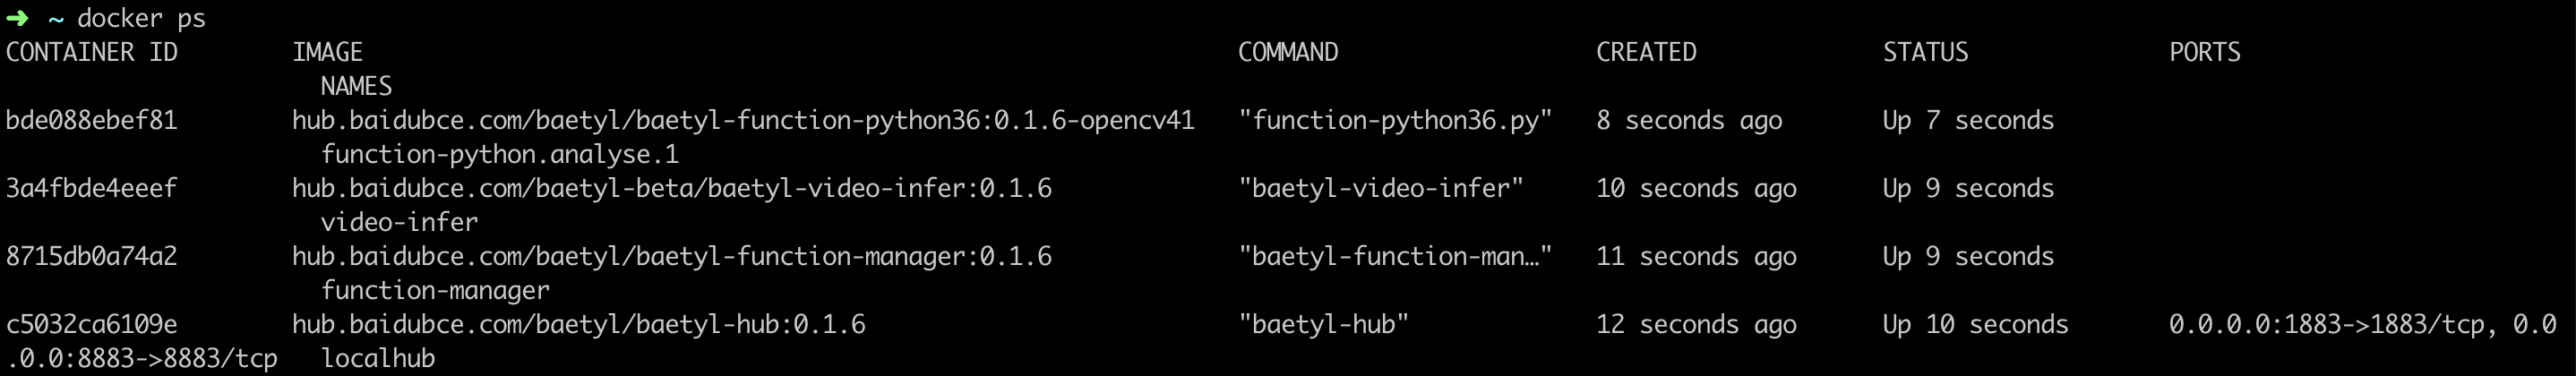 ➜ ~ docker ps
CONTAINER ID IMAGE COMMAND CREATED STATUS PORTS
NAMES
bde088ebef81 hub.baidubce.com/baetyl/baetyl-function-python36:0.1.6-opencv41 "function-python36.py" 8 seconds ago Up 7 seconds
function-python.analyse.1
3a4fbde4eeef hub.baidubce.com/baetyl-beta/baetyl-video-infer:0.1.6 "baetyl-video-infer" 10 seconds ago Up 9 seconds
video-infer
8715db0a74a2 hub.baidubce.com/baetyl/baetyl-function-manager:0.1.6 "baetyl-function-man…" 11 seconds ago Up 9 seconds
function-manager
c5032ca6109e hub.baidubce.com/baetyl/baetyl-hub:0.1.6 "baetyl-hub" 12 seconds ago Up 10 seconds 0.0.0.0:1883->1883/tcp, 0.0
.0.0:8883->8883/tcp localhub